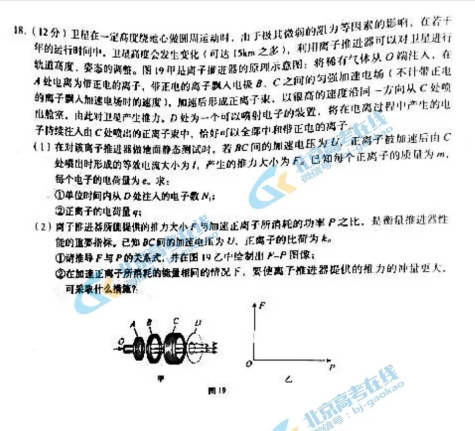 18.(12分)卫星在一定高度绕地心做圆周运动时,由于极其微弱的阻力等因素的影响,在若干
年的运行时间中,卫星高度会发生变化(可达15km之多),利用离子推进器可以对卫星进行
轨道高度、姿态的调整。图19甲是离子推进器的原理示意图:将稀有气体从O端注入,在
A处电离为带正电的离子,带正电的离子飘入电极B、C之间的匀强加速电场(不计带正电
的离子飘入加速电场时的速度),加速后形成正离子束,以很高的速度沿同一方向从C处喷
出舱室,由此对卫星产生推力。D处为一个可以喷射电子的装置,将在电离过程中产生的电
子持续注入由C处喷出的正离子束中,恰好可以全部中和带正电的离子。
(1)在对该离子推进器做地面静态测试时,若BC间的加速电压为U,正离子被加速后由C
处喷出时形成的等效电流大小为I,产生的推力大小为F。已知每个正离子的质量为m,
每个电子的电荷量为e。求:
①单位时间内从D处注入的电子数N;
②正离子的电荷量q;
(2)离子推进器所能提供的推力大小F与加速正离子所消耗的功率P之比,是衡量推进器性
能的重要指标。已知BC间的加速电压为U,正离子的比荷为k。
①请推导F与P的关系式,并在图19乙中绘制出F-P图像;
②在加速正离子所消耗的能量相同的情况下,要使离子推进器提供的推力的冲量更大,
可采取什么措施?
A B C D
O
甲
F
O P
乙
图19
北京高考在线
微信号:bj-gaokao
北京高考在线
微信号:bj-gaokao